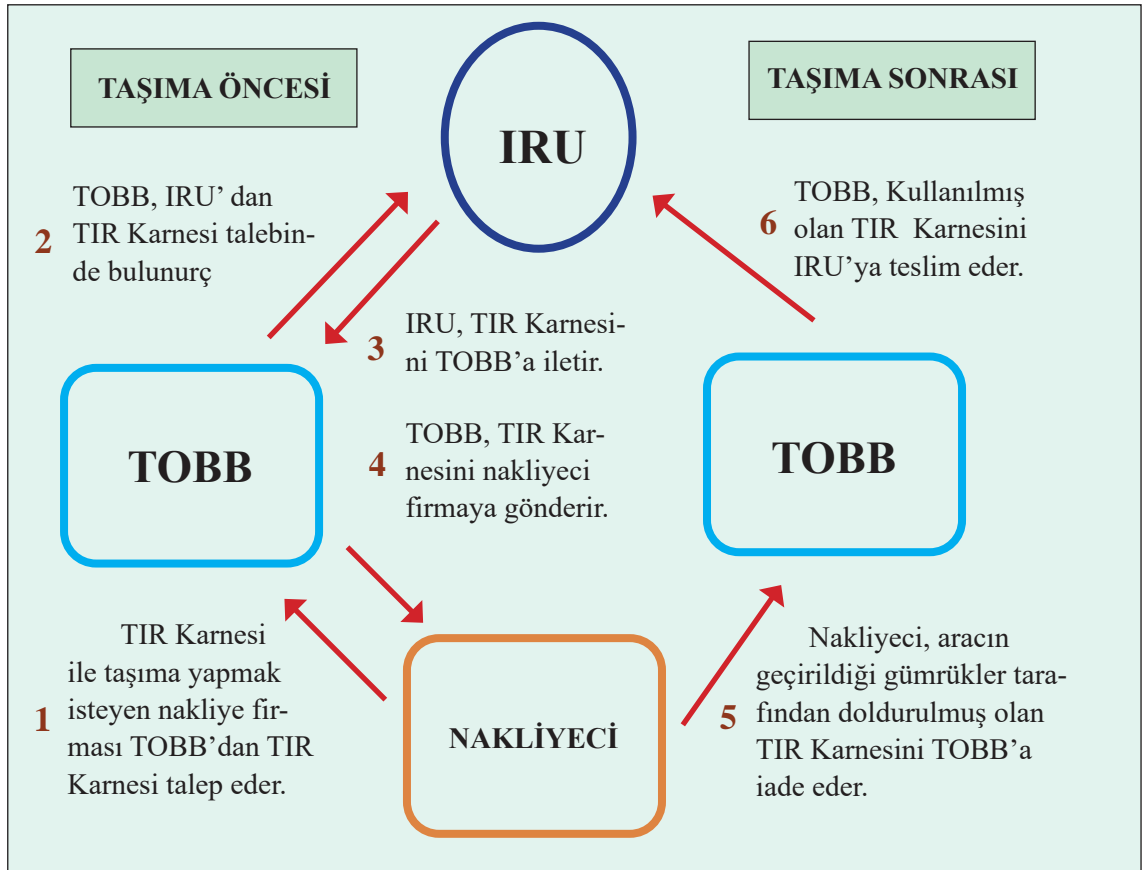 TAŞIMA ÖNCESİ
IRU
TAŞIMA SONRASI
2
TOBB, IRU’ dan
TIR Karnesi talebin-
de bulunurç
6
TOBB, Kullanılmış
olan TIR Karnesini
IRU’ya teslim eder.
3
IRU, TIR Karnesi-
ni TOBB’a iletir.
TOBB
4
TOBB, TIR Kar-
nesini nakliyeci
firmaya gönderir.
TOBB
1
TIR Karnesi
ile taşıma yapmak
isteyen nakliye fir-
ması TOBB’dan TIR
Karnesi talep eder.
NAKLİYECİ
5
Nakliyeci, aracın
geçirildiği gümrükler tara-
fından doldurulmuş olan
TIR Karnesini TOBB’a
iade eder.